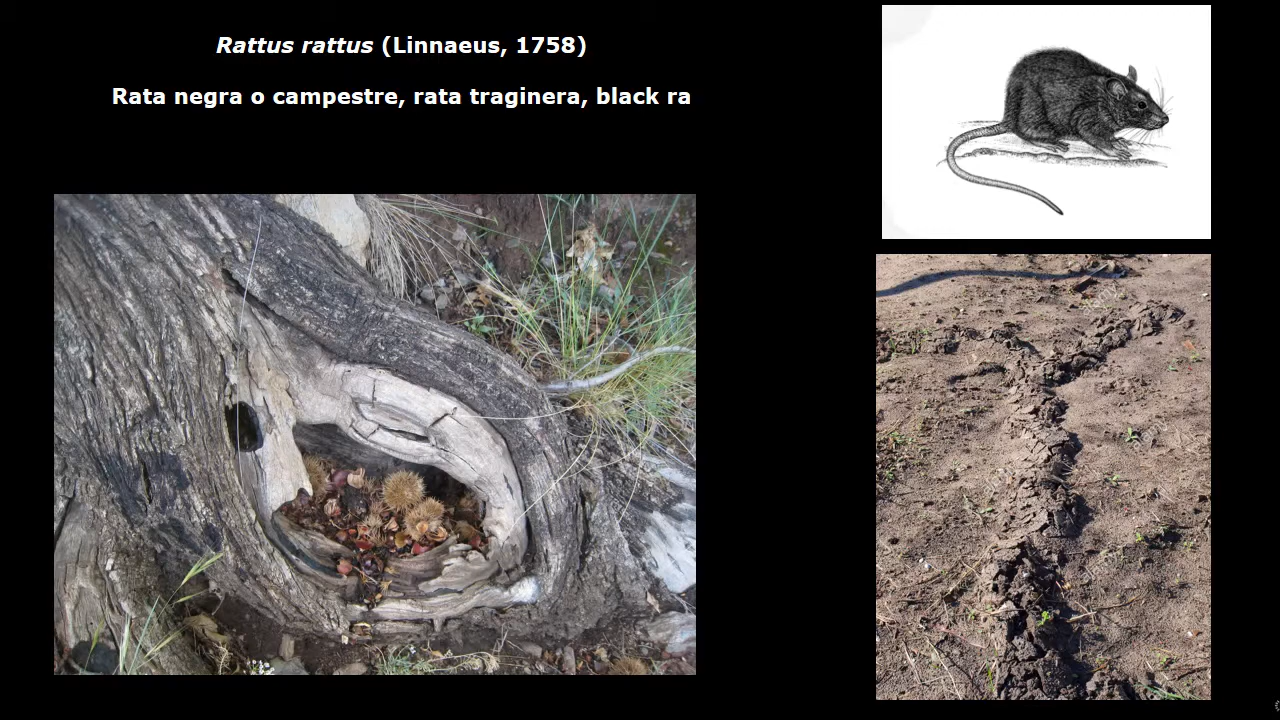 Rattus rattus (Linnaeus, 1758)
Rata negra o campestre, rata traginera, black ra